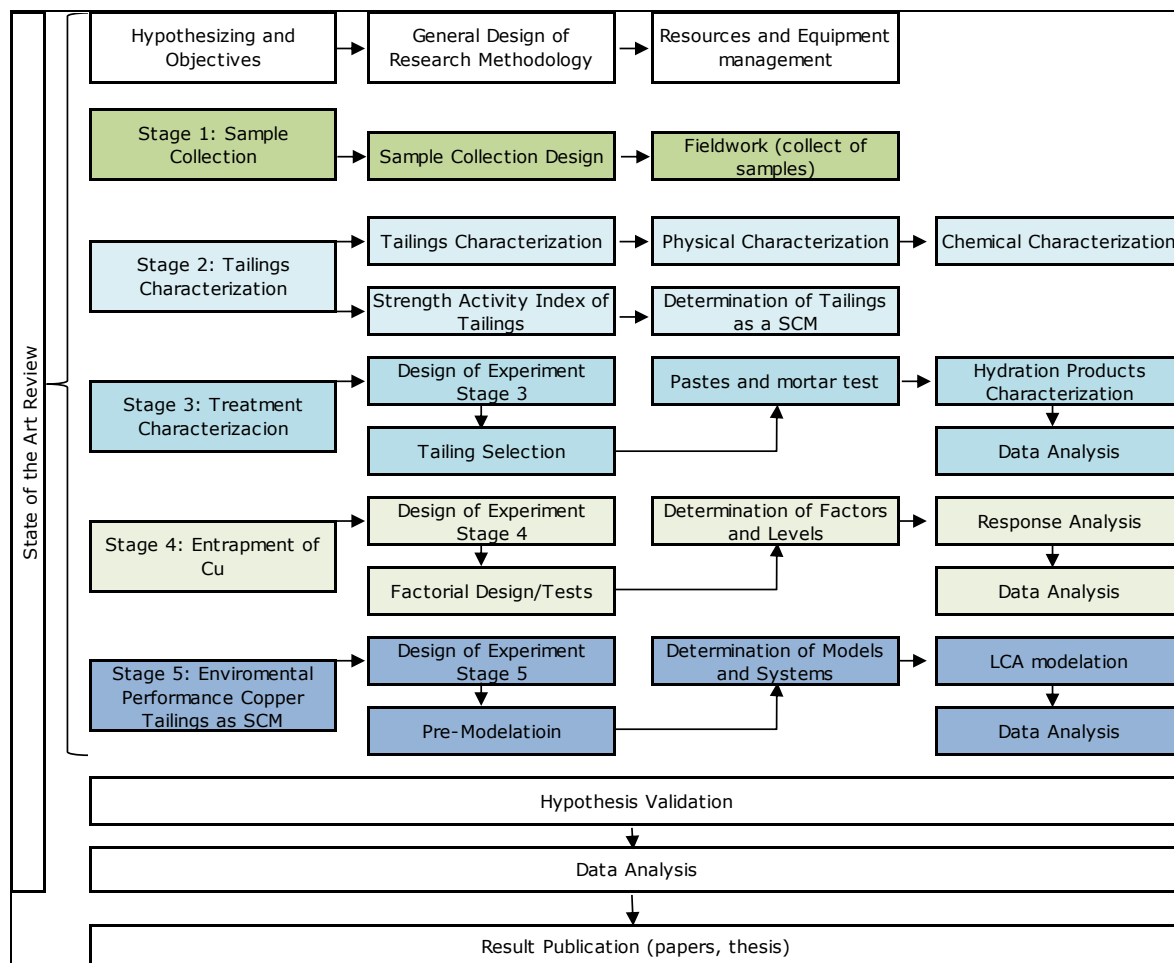 State of the Art Review
Hypothesizing and
Objectives
General Design of
Research Methodology
Resources and Equipment
management
Stage 1: Sample
Collection
Sample Collection Design
Fieldwork (collect of
samples)
Stage 2: Tailings
Characterization
Tailings Characterization
Physical Characterization
Chemical Characterization
Strength Activity Index of
Tailings
Determination of Tailings
as a SCM
Stage 3: Treatment
Characterizacion
Design of Experiment
Stage 3
Pastes and mortar test
Hydration Products
Characterization
Tailing Selection
Data Analysis
Stage 4: Entrapment of
Cu
Design of Experiment
Stage 4
Determination of Factors
and Levels
Response Analysis
Factorial Design/Tests
Data Analysis
Stage 5: Enviromental
Performance Copper
Tailings as SCM
Design of Experiment
Stage 5
Determination of Models
and Systems
LCA modelation
Pre-Modelatioin
Data Analysis
Hypothesis Validation
Data Analysis
Result Publication (papers, thesis)